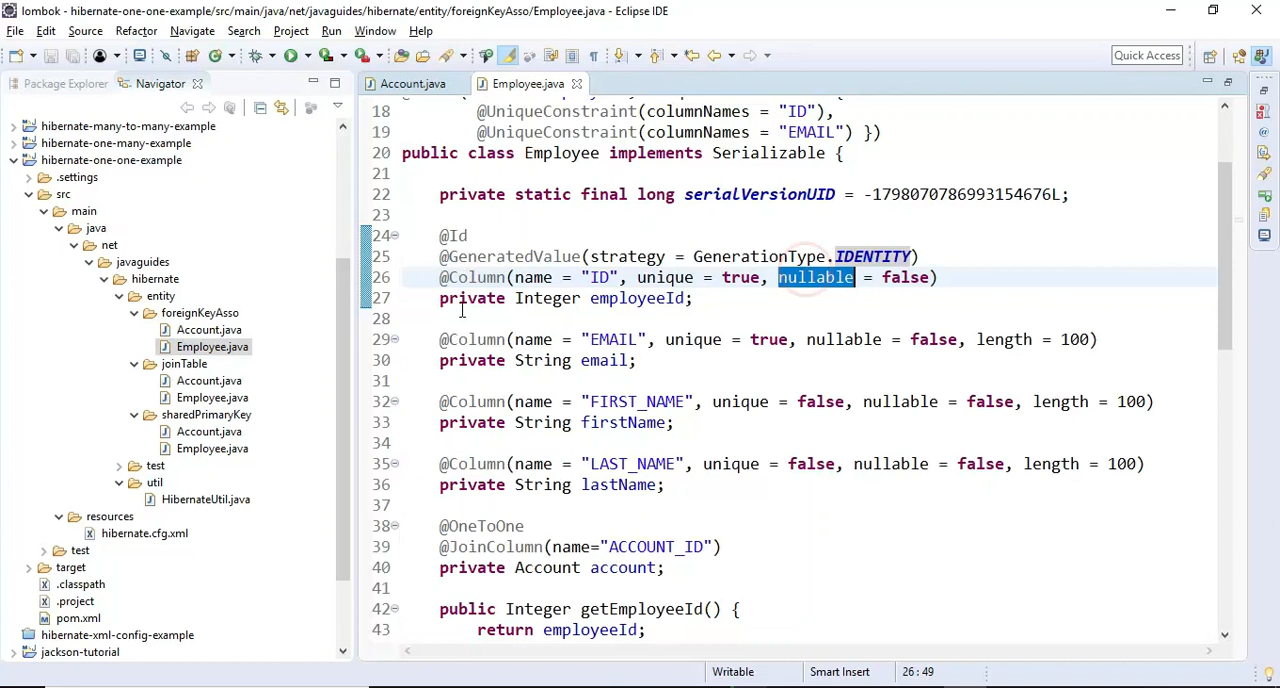 lombok - hibernate-one-one-example/src/main/java/net/javaguides/hibernate/entity/foreignKeyAsso/Employee.java - Eclipse IDE
File Edit Source Refactor Navigate Search Project Run Window Help
Quick Access
Package Explorer Navigator
hibernate-many-to-many-example
hibernate-one-many-example
hibernate-one-one-example
.settings
src
main
java
net
javaguides
hibernate
entity
foreignKeyAsso
Account.java
Employee.java
joinTable
Account.java
Employee.java
sharedPrimaryKey
Account.java
Employee.java
test
util
HibernateUtil.java
resources
hibernate.cfg.xml
test
target
.classpath
.project
pom.xml
hibernate-xml-config-example
jackson-tutorial
Account.java Employee.java
18 @UniqueConstraint(columnNames = "ID"),
19 @UniqueConstraint(columnNames = "EMAIL") })
20 public class Employee implements Serializable {
21
22 private static final long serialVersionUID = -1798070786993154676L;
23
24 @Id
25 @GeneratedValue(strategy = GenerationType.IDENTITY)
26 @Column(name = "ID", unique = true, nullable = false)
27 private Integer employeeId;
28
29 @Column(name = "EMAIL", unique = true, nullable = false, length = 100)
30 private String email;
31
32 @Column(name = "FIRST_NAME", unique = false, nullable = false, length = 100)
33 private String firstName;
34
35 @Column(name = "LAST_NAME", unique = false, nullable = false, length = 100)
36 private String lastName;
37
38 @OneToOne
39 @JoinColumn(name="ACCOUNT_ID")
40 private Account account;
41
42 public Integer getEmployeeId() {
43 return employeeId;
Writable Smart Insert 26 : 49